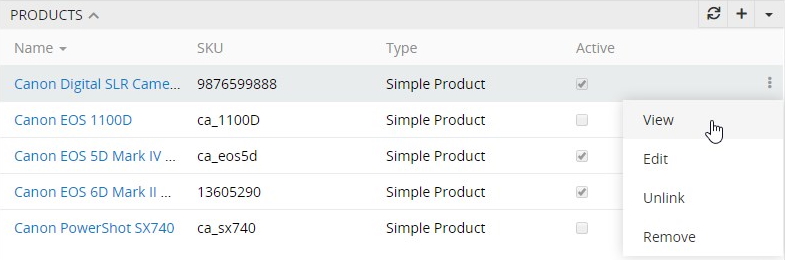 PRODUCTS
Name SKU Type Active
Canon Digital SLR Came... 9876599888 Simple Product
Canon EOS 1100D ca_1100D Simple Product View
Canon EOS 5D Mark IV ... ca_eos5d Simple Product Edit
Canon EOS 6D Mark II ... 13605290 Simple Product Unlink
Canon PowerShot SX740 ca_sx740 Simple Product Remove